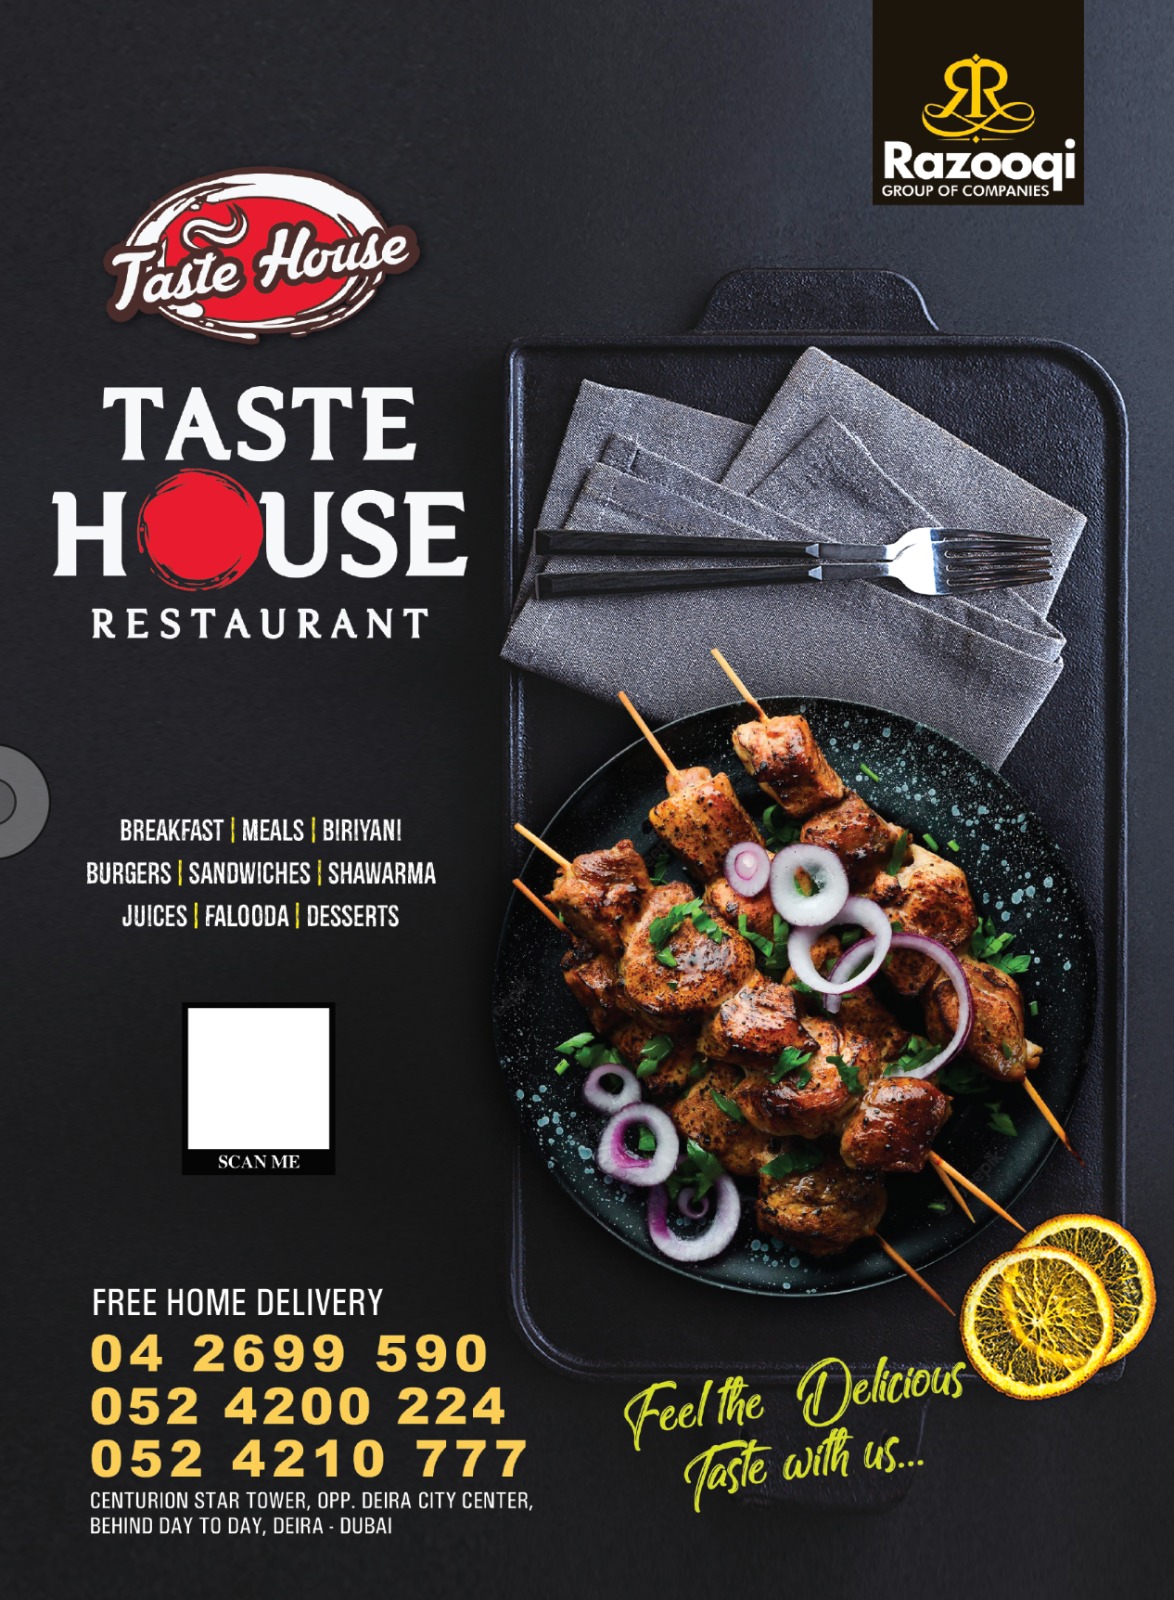 Razooqi
GROUP OF COMPANIES
Taste House
TASTE
HOUSE
RESTAURANT
BREAKFAST | MEALS | BIRIYANI
BURGERS | SANDWICHES | SHAWARMA
JUICES | FALOODA | DESSERTS
SCAN ME
FREE HOME DELIVERY
04 2699 590
052 4200 224
052 4210 777
CENTURION STAR TOWER, OPP. DEIRA CITY CENTER,
BEHIND DAY TO DAY, DEIRA - DUBAI
Feel the Delicious
Taste with us...